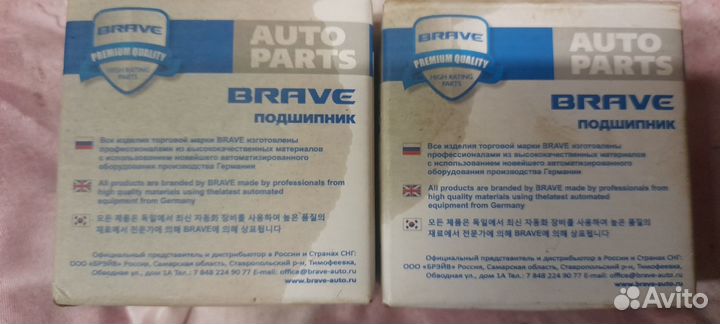 BRAVE
PREMIUM QUALITY
HIGH RATING
PARTS
AUTO
PARTS
BRAVE
ПОДШИПНИК
Все изделия торговой марки BRAVE изготовлены
профессионалами из высококачественных материалов
с использованием новейшего автоматизированного
оборудования производства Германии
All products are branded by BRAVE made by professionals from
high quality materials using thelatest automated
equipment from Germany
모든 제품은 독일에서 최신 자동화 장비를 사용하여 높은 품질의
재료에서 전문가에 의해 BRAVE에 의해 상표됩니다
Официальный представитель и дистрибьютор в России и Странах СНГ:
ООО «БРЭЙВ» Россия, Самарская область, Ставропольский р-н, Тимофеевка,
Обводная ул., дом 1А Тел.: 7 848 224 90 77 E-mail: office@brave-auto.ru
www.brave-auto.ru
BRAVE
PREMIUM QUALITY
HIGH RATING
PARTS
AUTO
PARTS
BRAVE
ПОДШИПНИК
Все изделия торговой марки BRAVE изготовлены
профессионалами из высококачественных материалов
с использованием новейшего автоматизированного
оборудования производства Германии
All products are branded by BRAVE made by professionals from
high quality materials using thelatest automated
equipment from Germany
모든 제품은 독일에서 최신 자동화 장비를 사용하여 높은 품질의
재료에서 전문가에 의해 BRAVE에 의해 상표됩니다
Официальный представитель и дистрибьютор в России и Странах СНГ:
ООО «БРЭЙВ» Россия, Самарская область, Ставропольский р-н, Тимофеевка,
Обводная ул., дом 1А Тел.: 7 848 224 90 77 E-mail: office@brave-auto.ru
www.brave-auto.ru
Avito